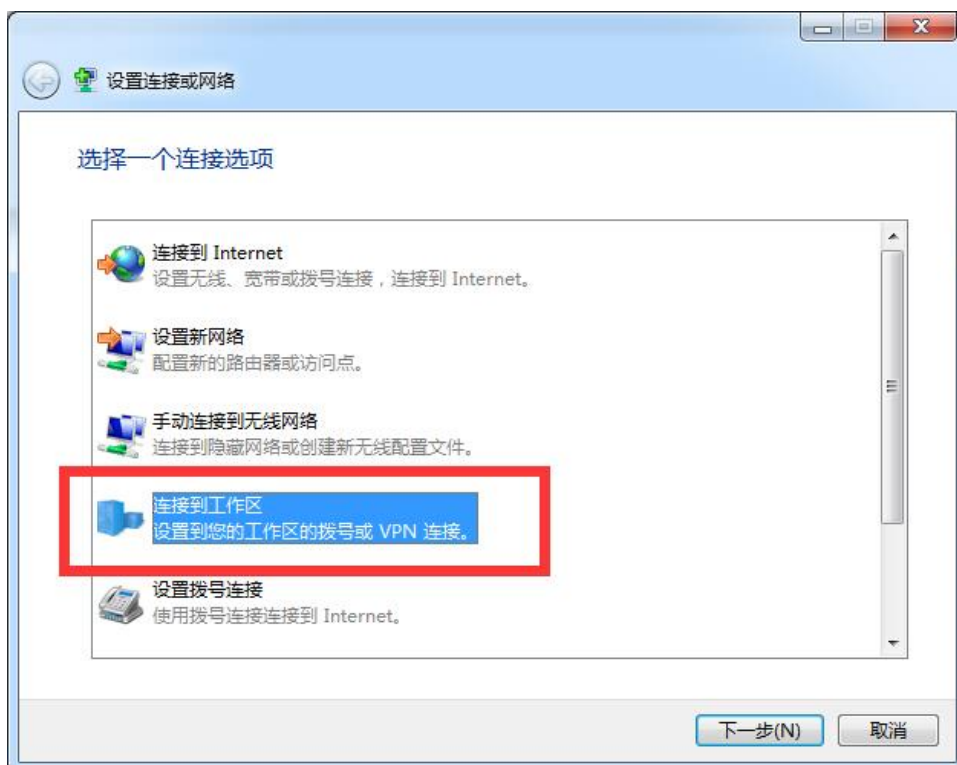 设置连接或网络
选择一个连接选项
连接到 Internet
设置无线、宽带或拨号连接，连接到 Internet。
设置新网络
配置新的路由器或访问点。
手动连接到无线网络
连接到隐藏网络或创建新无线配置文件。
连接到工作区
设置到您的工作区的拨号或 VPN 连接。
设置拨号连接
使用拨号连接连接到 Internet。
下一步(N)
取消